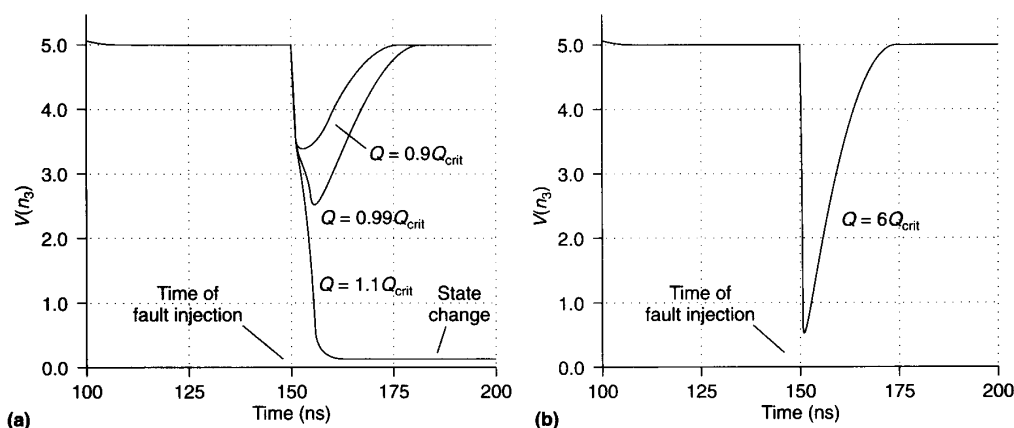 5.0
4.0
3.0
2.0
1.0
0.0
V(n3)
Q = 0.9Qcrit
Q = 0.99Qcrit
Q = 1.1Qcrit
Time of
fault injection
State
change
100
125
150
175
200
Time (ns)
(a)
5.0
4.0
3.0
2.0
1.0
0.0
V(n3)
Q = 6Qcrit
Time of
fault injection
100
125
150
175
200
Time (ns)
(b)